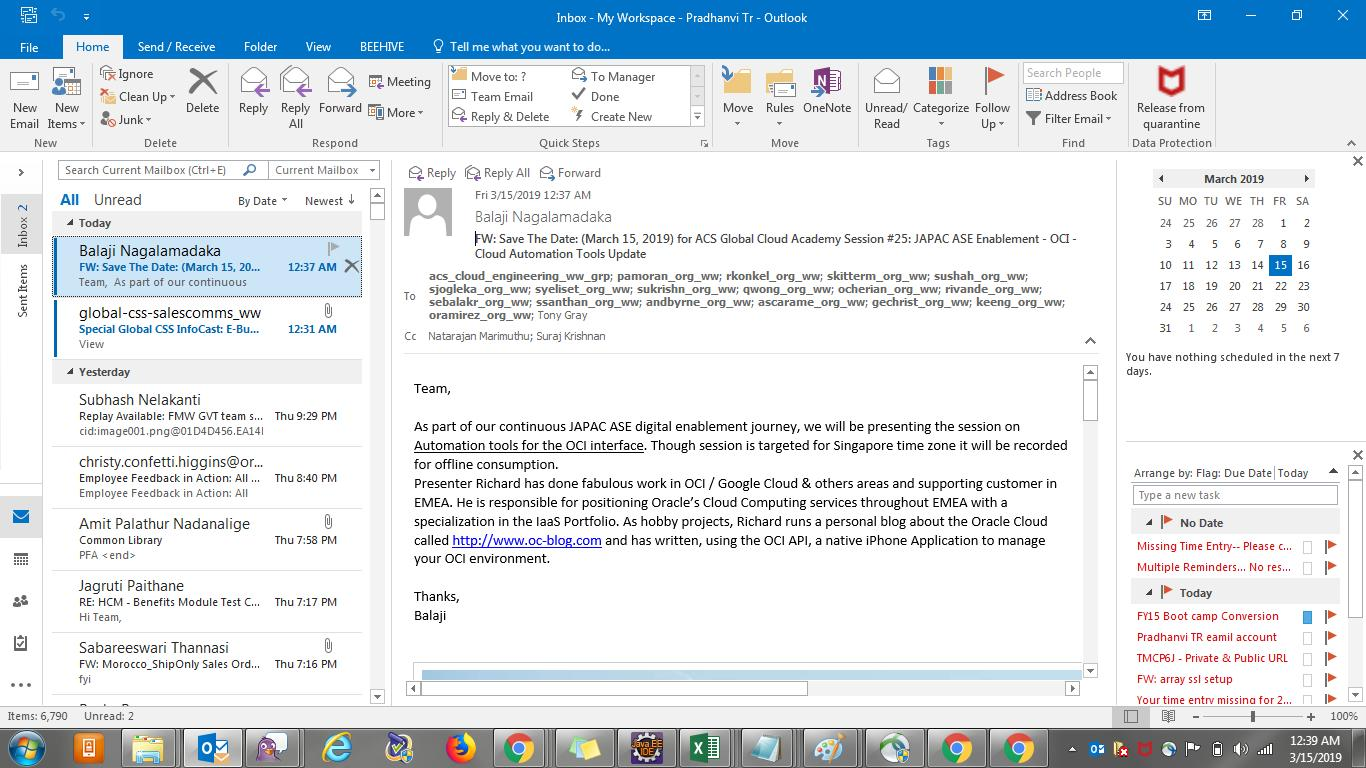 Inbox - My Workspace - Pradhanvi Tr - Outlook
File Home Send / Receive Folder View BEEHIVE Tell me what you want to do...
New Email
New Items
New
Ignore
Clean Up
Junk
Delete
Delete
Reply
Reply All
Forward
Meeting
More
Respond
Move to: ?
Team Email
Reply & Delete
To Manager
Done
Create New
Quick Steps
Move
Rules
OneNote
N
Move
Unread/ Read
Categorize
Follow Up
Tags
Search People
Address Book
Filter Email
Find
Release from quarantine
Data Protection
Inbox 2
Sent Items
Search Current Mailbox (Ctrl+E)
Current Mailbox
All Unread By Date Newest
Today
Balaji Nagalamadaka
FW: Save The Date: (March 15, 20... 12:37 AM
Team, As part of our continuous
global-css-salescomms_ww
Special Global CSS InfoCast: E-Bu... 12:31 AM
View
Yesterday
Subhash Nelakanti
Replay Available: FMW GVT team s... Thu 9:29 PM
christy.confetti.higgins@or...
Employee Feedback in Action: All ... Thu 8:40 PM
Employee Feedback in Action: All
Amit Palathur Nadanalige
Common Library Thu 7:58 PM
PFA <end>
Jagruti Paithane
RE: HCM - Benefits Module Test C... Thu 7:17 PM
Hi Team,
Sabareeswari Thannasi
FW: Morocco_ShipOnly Sales Ord... Thu 7:16 PM
fyi
Reply Reply All Forward
Fri 3/15/2019 12:37 AM
Balaji Nagalamadaka
FW: Save The Date: (March 15, 2019) for ACS Global Cloud Academy Session #25: JAPAC ASE Enablement - OCI -
Cloud Automation Tools Update
To
acs_cloud_engineering_ww_grp; pamoran_org_ww; rkonkel_org_ww; skitterm_org_ww; sushah_org_ww;
sjogleka_org_ww; syeliset_org_ww; sukrishn_org_ww; qwong_org_ww; ocherian_org_ww; rivande_org_ww;
sebalakr_org_ww; ssanthan_org_ww; andbyrne_org_ww; ascarame_org_ww; gechrist_org_ww; keeng_org_ww;
oramirez_org_ww; Tony Gray
Cc Natarajan Marimuthu; Suraj Krishnan
Team,
As part of our continuous JAPAC ASE digital enablement journey, we will be presenting the session on
Automation tools for the OCI interface. Though session is targeted for Singapore time zone it will be recorded
for offline consumption.
Presenter Richard has done fabulous work in OCI / Google Cloud & others areas and supporting customer in
EMEA. He is responsible for positioning Oracle's Cloud Computing services throughout EMEA with a
specialization in the IaaS Portfolio. As hobby projects, Richard runs a personal blog about the Oracle Cloud
called http://www.oc-blog.com and has written, using the OCI API, a native iPhone Application to manage
your OCI environment.
Thanks,
Balaji
March 2019
SU MO TU WE TH FR SA
24 25 26 27 28 1 2
3 4 5 6 7 8 9
10 11 12 13 14 15 16
17 18 19 20 21 22 23
24 25 26 27 28 29 30
31 1 2 3 4 5 6
You have nothing scheduled in the next 7
days.
Arrange by: Flag: Due Date Today
Type a new task
No Date
Missing Time Entry-- Please c...
Multiple Reminders... No res...
Today
FY15 Boot camp Conversion
Pradhanvi TR eamil account
TMCP6J - Private & Public URL
FW: array ssl setup
Your time entry missing for 2...
Items: 6,790 Unread: 2
100%
Java EE
IDE
12:39 AM
3/15/2019